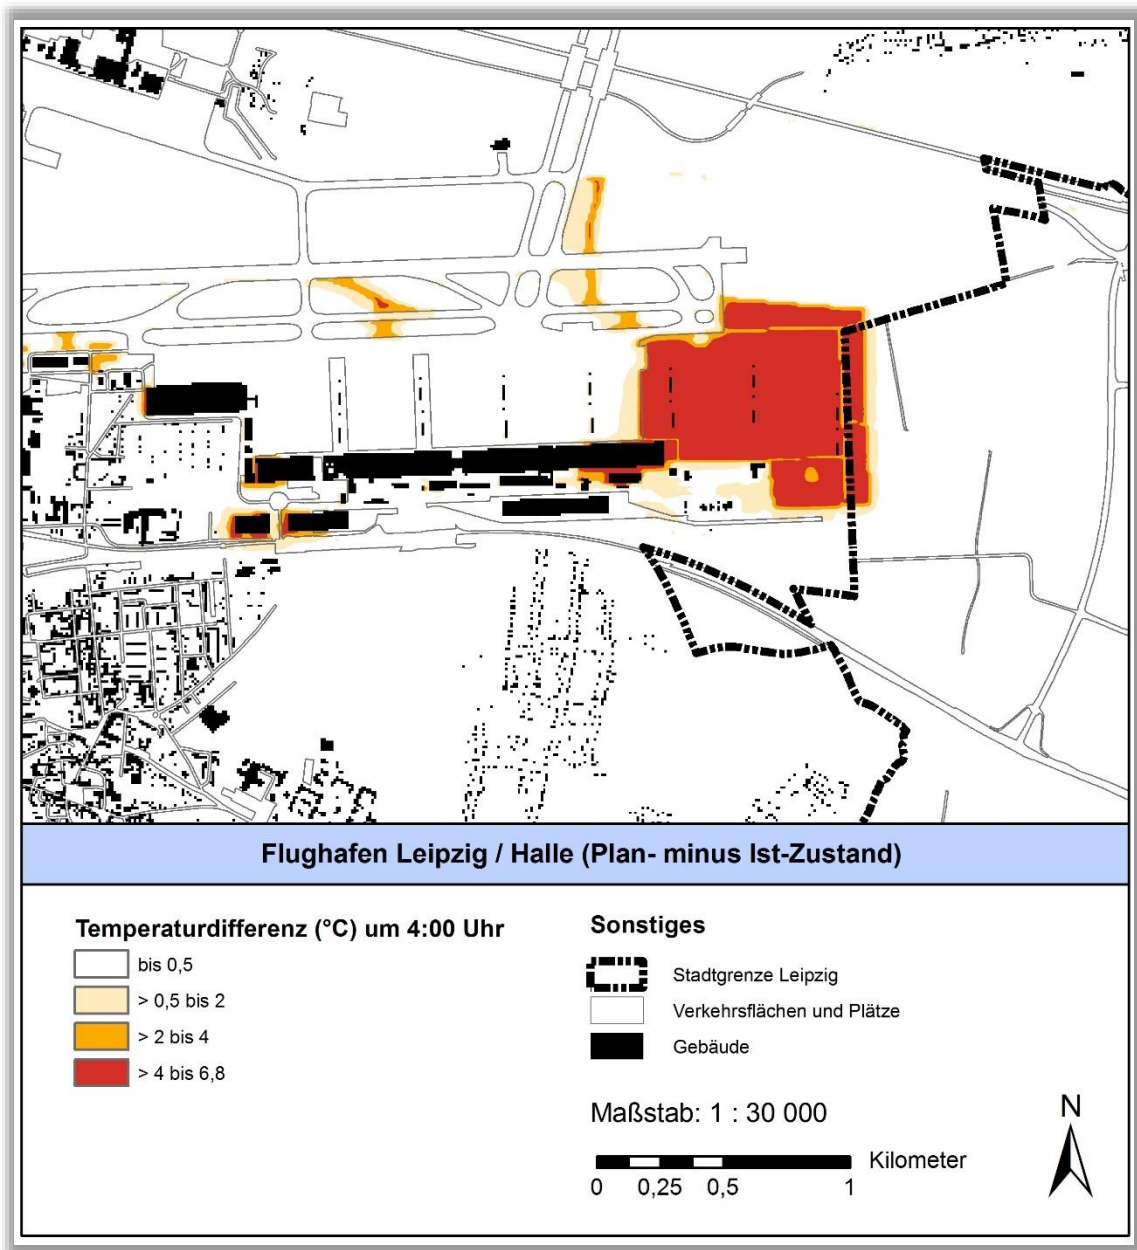 Flughafen Leipzig / Halle (Plan- minus Ist-Zustand)
Temperaturdifferenz (°C) um 4:00 Uhr
bis 0,5
> 0,5 bis 2
> 2 bis 4
> 4 bis 6,8
Sonstiges
Stadtgrenze Leipzig
Verkehrsflächen und Plätze
Gebäude
Maßstab: 1 : 30 000
Kilometer
0 0,25 0,5 1
N